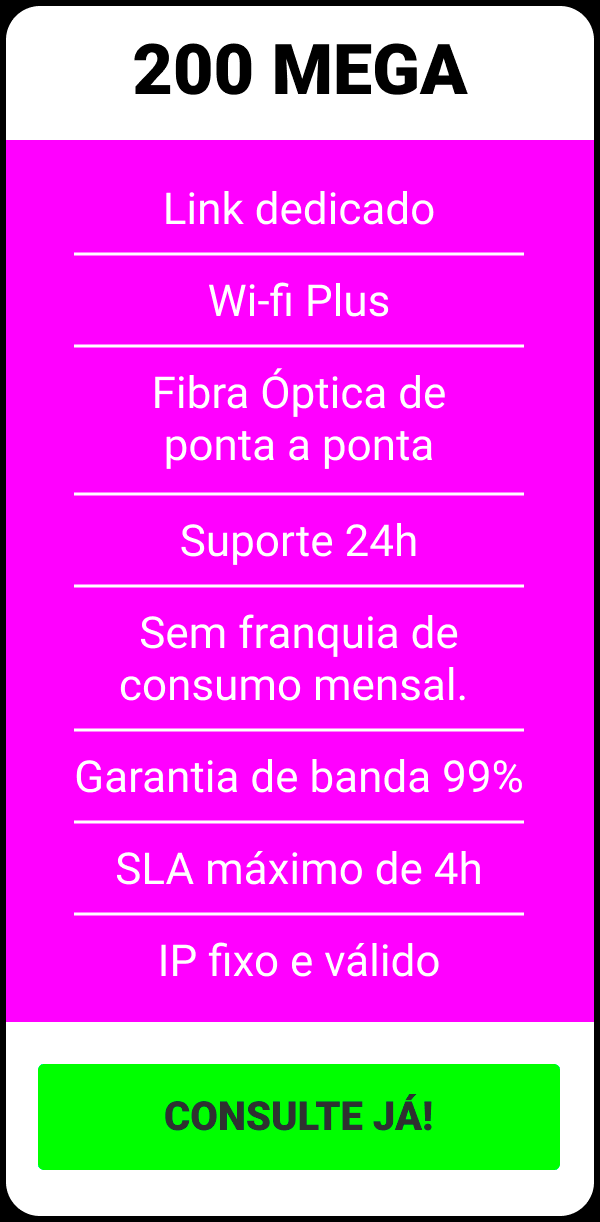 200 MEGA
Link dedicado
Wi-fi Plus
Fibra Óptica de
ponta a ponta
Suporte 24h
Sem franquia de
consumo mensal.
Garantia de banda 99%
SLA máximo de 4h
IP fixo e válido
CONSULTE JÁ!